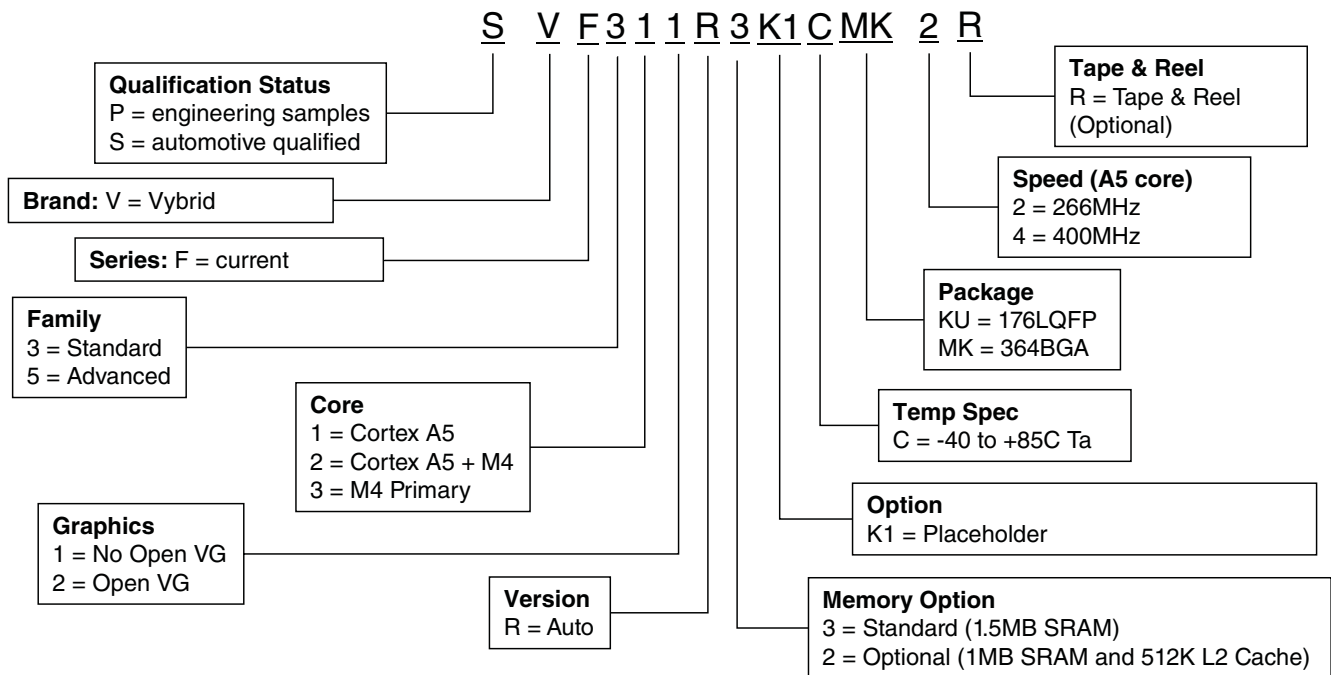 S V F 3 1 1 R 3 K1 C MK 2 R
Qualification Status
P = engineering samples
S = automotive qualified
Tape & Reel
R = Tape & Reel
(Optional)
Brand: V = Vybrid
Speed (A5 core)
2 = 266MHz
4 = 400MHz
Series: F = current
Package
KU = 176LQFP
MK = 364BGA
Family
3 = Standard
5 = Advanced
Core
1 = Cortex A5
2 = Cortex A5 + M4
3 = M4 Primary
Temp Spec
C = -40 to +85C Ta
Option
K1 = Placeholder
Graphics
1 = No Open VG
2 = Open VG
Version
R = Auto
Memory Option
3 = Standard (1.5MB SRAM)
2 = Optional (1MB SRAM and 512K L2 Cache)